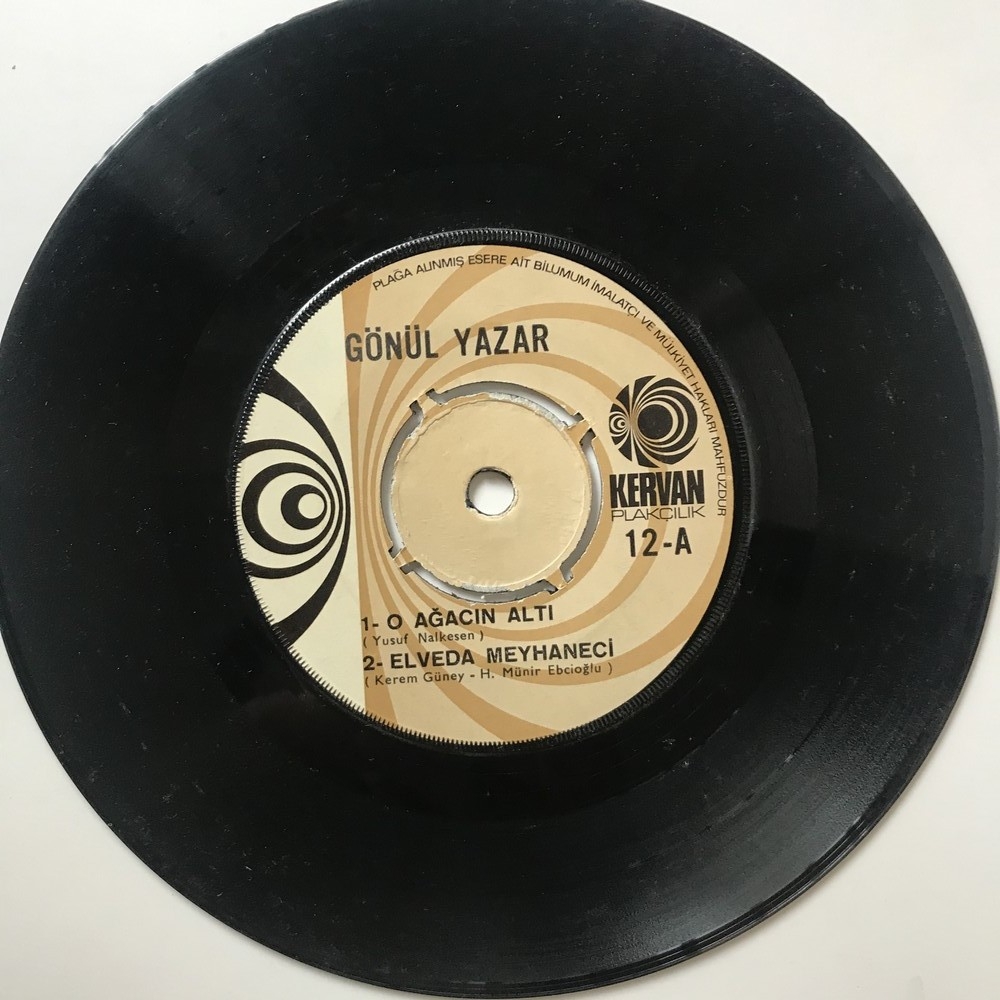 PLAĞA ALINMIŞ ESERE AİT BİLUMUM İMALATÇI VE MÜLKİYET HAKLARI MAHFUZDUR
GÖNÜL YAZAR
KERVAN
PLAKÇILIK
12-A
1- O AĞACIN ALTI
( Yusuf Nalkesen )
2- ELVEDA MEYHANECİ
( Kerem Güney - H. Münir Ebcioğlu )